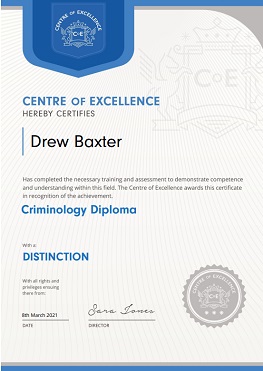 CENTRE OF EXCELLENCE
C E
CENTRE OF EXCELLENCE
HEREBY CERTIFIES
Drew Baxter
Has completed the necessary training and assessment to demonstrate competence
and understanding within this field. The Centre of Excellence awards this certificate
in recognition of the achievement.
Criminology Diploma
With a:
DISTINCTION
With all rights and
privileges ensuing
there from:
8th March 2021
Sara Jones
DATE
DIRECTOR